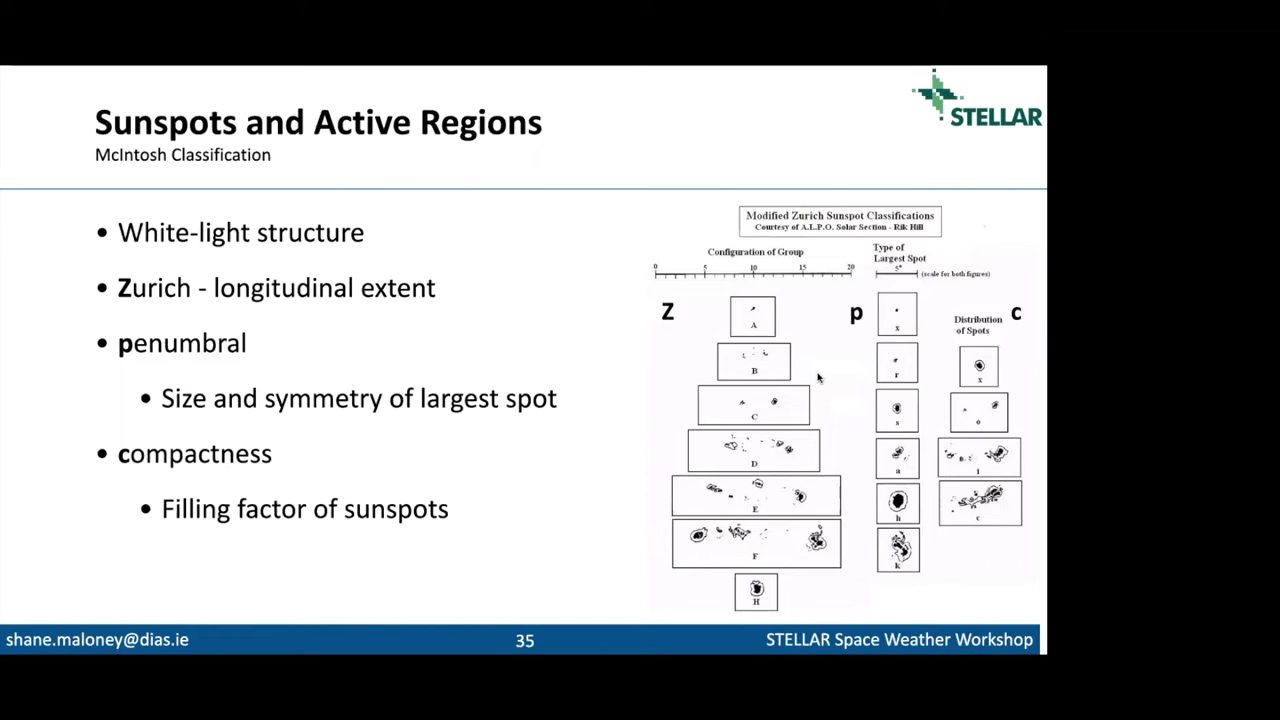 Sunspots and Active Regions
McIntosh Classification
STELLAR
• White-light structure
• Zurich - longitudinal extent
• penumbral
• Size and symmetry of largest spot
• compactness
• Filling factor of sunspots
Modified Zurich Sunspot Classifications
Courtesy of A.L.P.O. Solar Section - Rik Hill
Configuration of Group
0 5 10 15 20
Type of
Largest Spot
5°
(scale for both figures)
Z
A
B
C
D
E
F
H
p
x
r
s
a
h
k
Distribution
of Spots
c
x
o
i
c
shane.maloney@dias.ie
35
STELLAR Space Weather Workshop